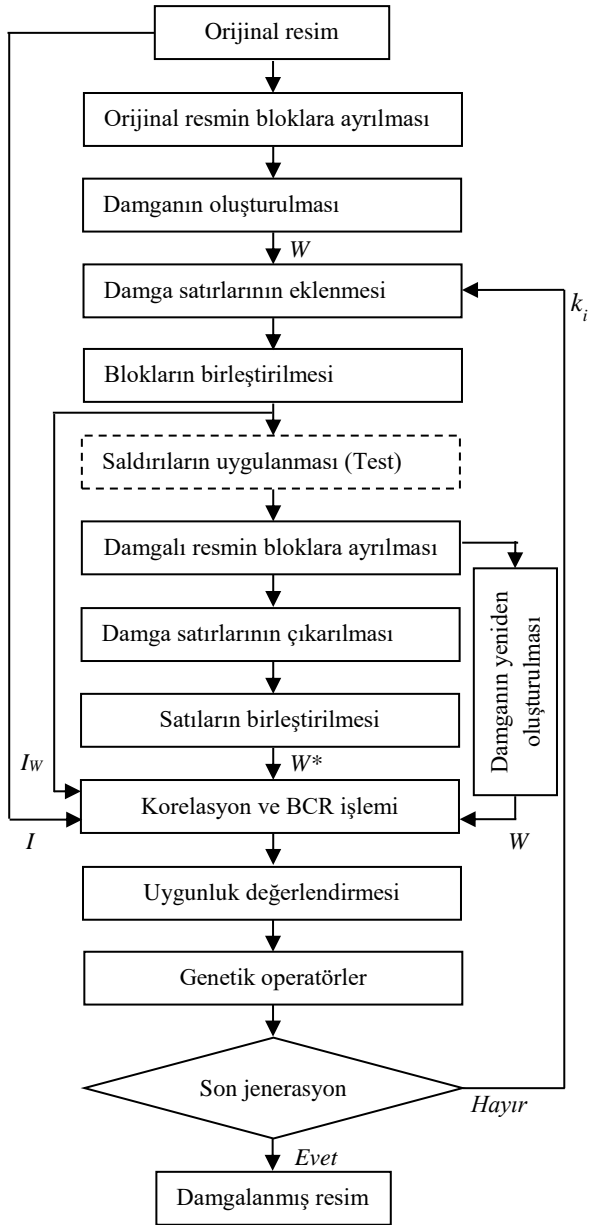 Orijinal resim
Orijinal resmin bloklara ayrılması
Damganın oluşturulması
W
Damga satırlarının eklenmesi
k_i
Blokların birleştirilmesi
Saldırıların uygulanması (Test)
Damgalı resmin bloklara ayrılması
Damganın yeniden
oluşturulması
Damga satırlarının çıkarılması
Satıların birleştirilmesi
I_W
W*
Korelasyon ve BCR işlemi
I
W
Uygunluk değerlendirmesi
Genetik operatörler
Son jenerasyon
Hayır
Evet
Damgalanmış resim